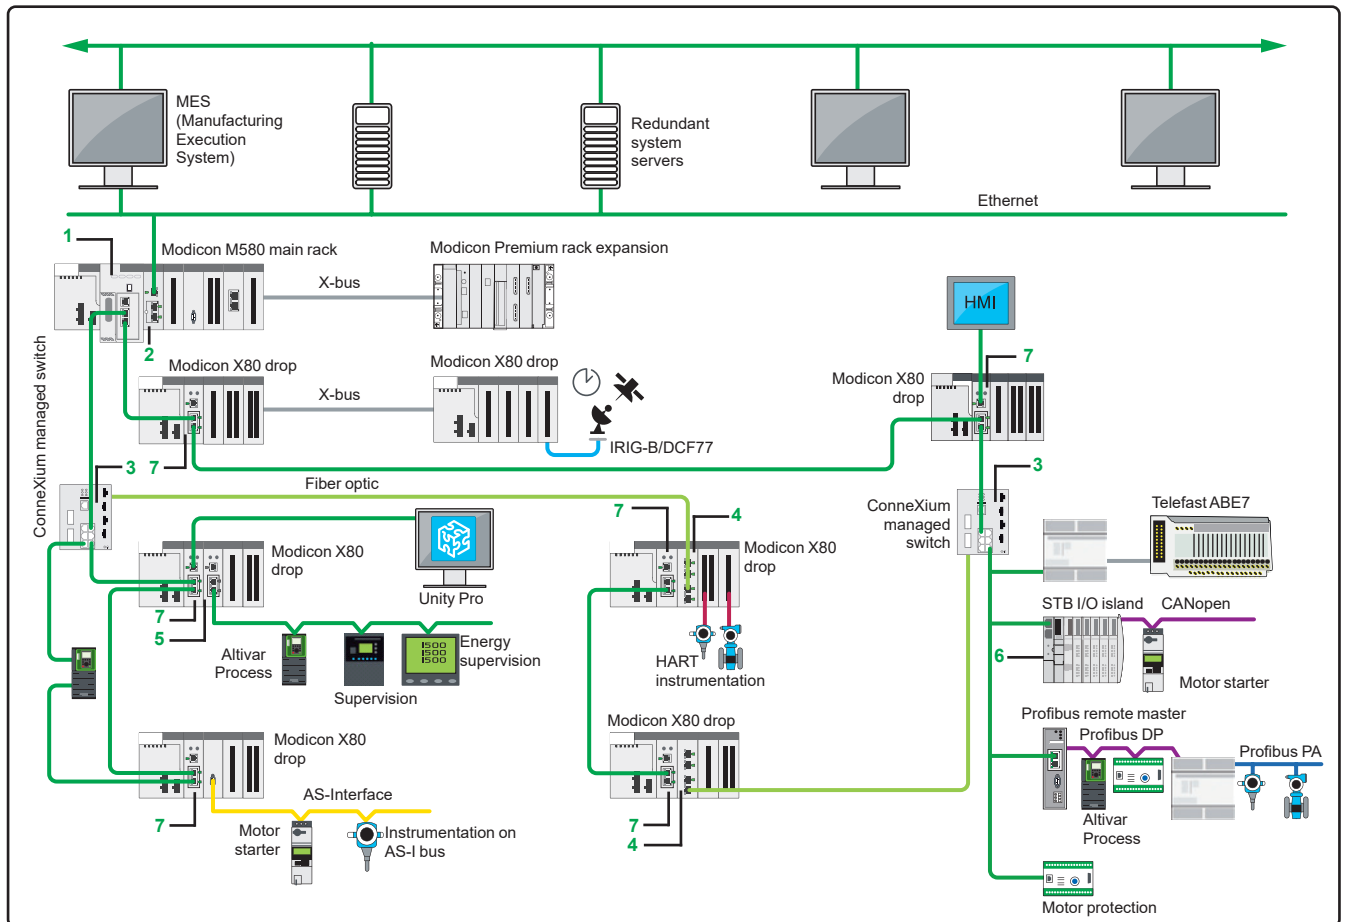 MES
(Manufacturing
Execution
System)
Redundant
system
servers
Ethernet
1
Modicon M580 main rack
Modicon Premium rack expansion
X-bus
HMI
2
7
Modicon X80 drop
Modicon X80 drop
Modicon X80
drop
X-bus
ConneXium managed switch
IRIG-B/DCF77
3
7
3
Fiber optic
ConneXium
managed
switch
Telefast ABE7
7
4
Modicon X80
drop
Modicon X80
drop
Unity Pro
7
5
STB I/O island
CANopen
Altivar
Process
1500
1500
1500
Energy
supervision
HART
instrumentation
6
Supervision
Motor starter
Modicon X80 drop
Profibus remote master
Modicon X80
drop
Profibus DP
Profibus PA
AS-Interface
7
7
4
Motor
starter
Instrumentation on
AS-I bus
Altivar
Process
Motor protection